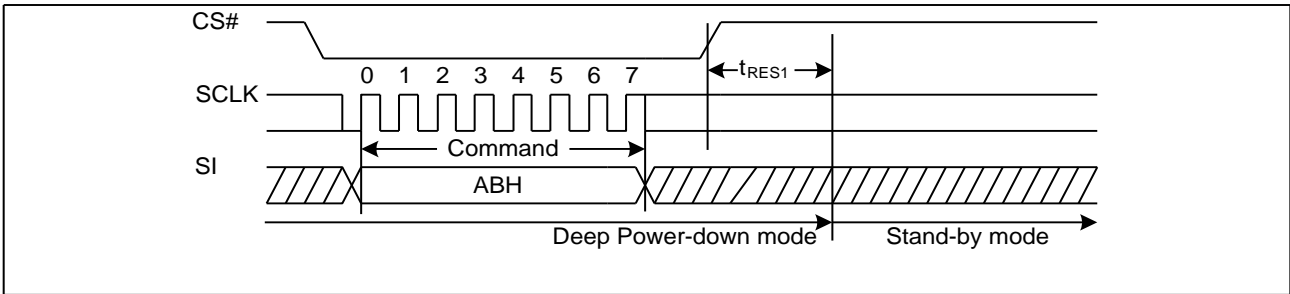 CS#
tRES1
0 1 2 3 4 5 6 7
SCLK
Command
SI
ABH
Deep Power-down mode Stand-by mode